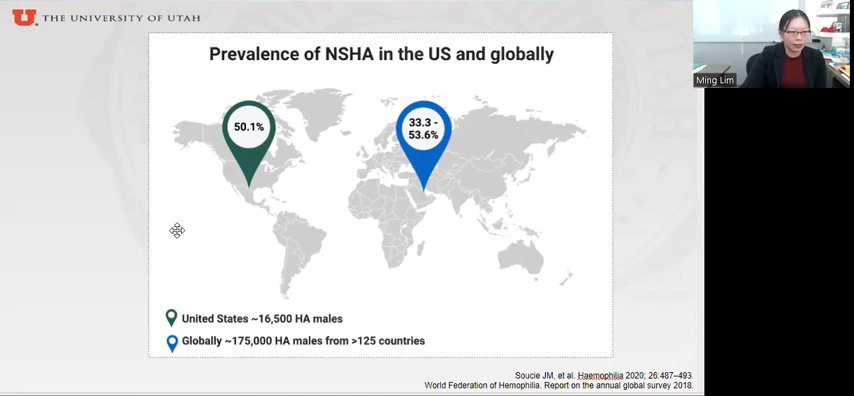 THE UNIVERSITY OF UTAH
Prevalence of NSHA in the US and globally
50.1%
33.3 -
53.6%
United States ~16,500 HA males
Globally ~175,000 HA males from >125 countries
Soucie JM, et al. Haemophilia 2020; 26:487–493.
World Federation of Hemophilia. Report on the annual global survey 2018.
Ming Lim